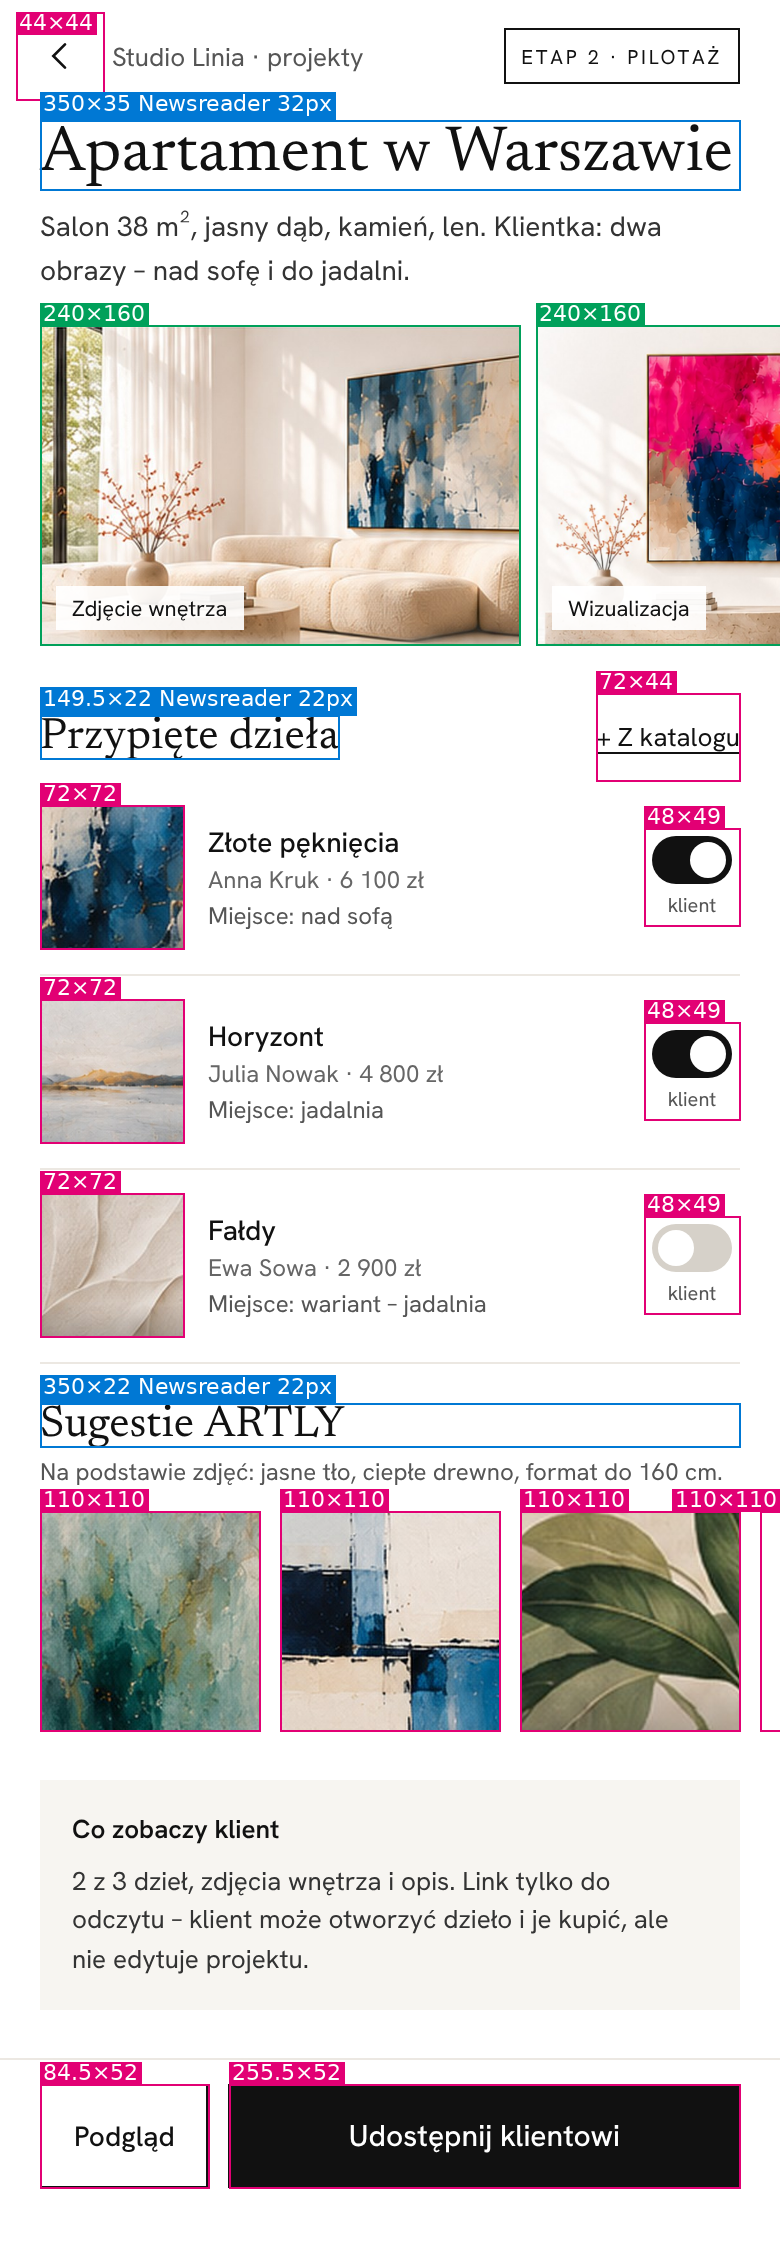 44×44
Studio Linia · projekty
ETAP 2 · PILOTAŻ
350×35 Newsreader 32px
Apartament w Warszawie
Salon 38 m², jasny dąb, kamień, len. Klientka: dwa
obrazy – nad sofę i do jadalni.
240×160
240×160
Zdjęcie wnętrza
Wizualizacja
72×44
149.5×22 Newsreader 22px
Przypięte dzieła
+ Z katalogu
72×72
48×49
Złote pęknięcia
Anna Kruk · 6 100 zł
Miejsce: nad sofą
klient
72×72
48×49
Horyzont
Julia Nowak · 4 800 zł
Miejsce: jadalnia
klient
72×72
48×49
Fałdy
Ewa Sowa · 2 900 zł
Miejsce: wariant – jadalnia
klient
350×22 Newsreader 22px
Sugestie ARTLY
Na podstawie zdjęć: jasne tło, ciepłe drewno, format do 160 cm.
110×110
110×110
110×110
110×110
Co zobaczy klient
2 z 3 dzieł, zdjęcia wnętrza i opis. Link tylko do
odczytu – klient może otworzyć dzieło i je kupić, ale
nie edytuje projektu.
84.5×52
255.5×52
Podgląd
Udostępnij klientowi